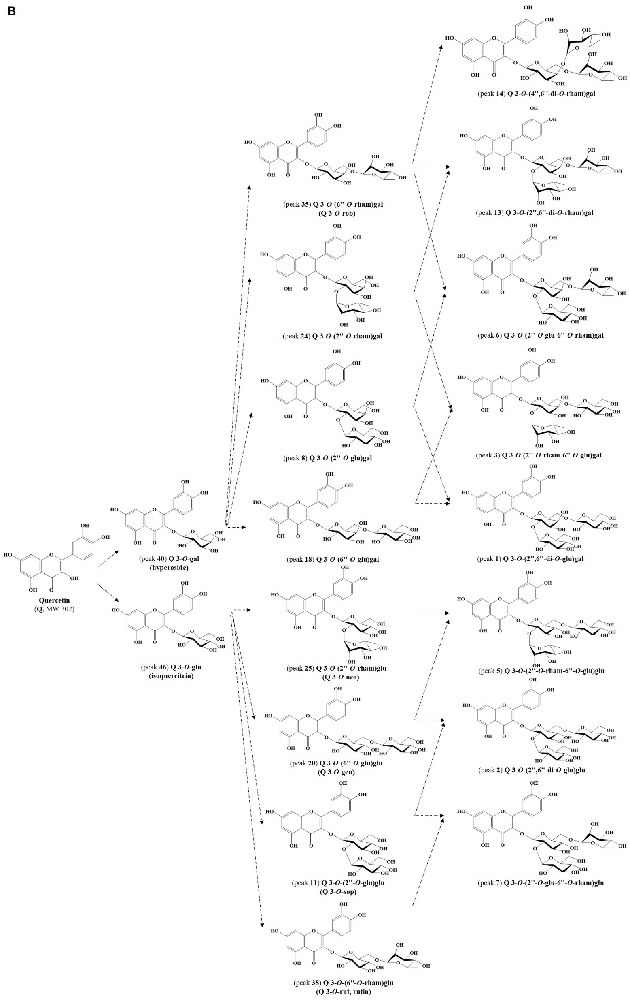 B
Quercetin
(Q, MW 302)
(peak 40) Q 3-O-gal
(hyperoside)
(peak 46) Q 3-O-glu
(isoquercitrin)
(peak 35) Q 3-O-(6''-O-rham)gal
(Q 3-O-rob)
(peak 24) Q 3-O-(2''-O-rham)gal
(peak 8) Q 3-O-(2''-O-glu)gal
(peak 18) Q 3-O-(6''-O-glu)gal
(peak 25) Q 3-O-(2''-O-rham)glu
(Q 3-O-neo)
(peak 20) Q 3-O-(6''-O-glu)glu
(Q 3-O-gen)
(peak 11) Q 3-O-(2''-O-glu)glu
(Q 3-O-sop)
(peak 38) Q 3-O-(6''-O-rham)glu
(Q 3-O-rut, rutin)
(peak 14) Q 3-O-(4'',6''-di-O-rham)gal
(peak 13) Q 3-O-(2'',6''-di-O-rham)gal
(peak 6) Q 3-O-(2''-O-glu-6''-O-rham)gal
(peak 3) Q 3-O-(2''-O-rham-6''-O-glu)gal
(peak 1) Q 3-O-(2'',6''-di-O-glu)gal
(peak 5) Q 3-O-(2''-O-rham-6''-O-glu)glu
(peak 2) Q 3-O-(2'',6''-di-O-glu)glu
(peak 7) Q 3-O-(2''-O-glu-6''-O-rham)glu